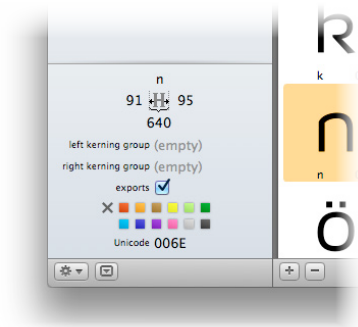 n
91 H 95
640
left kerning group (empty)
right kerning group (empty)
exports
Unicode 006E
k
k
n
n
ö